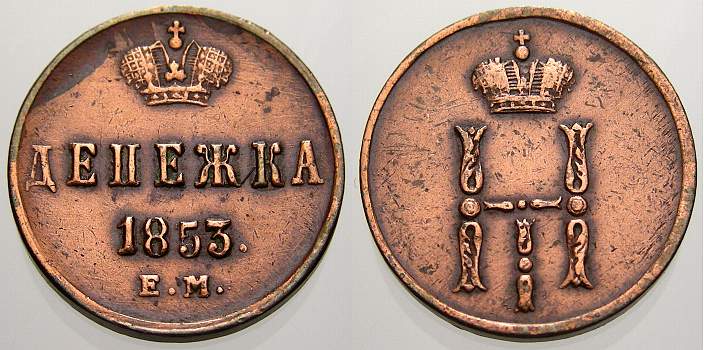 ДЕНЕЖКА
1853.
Е.М.
Н
I